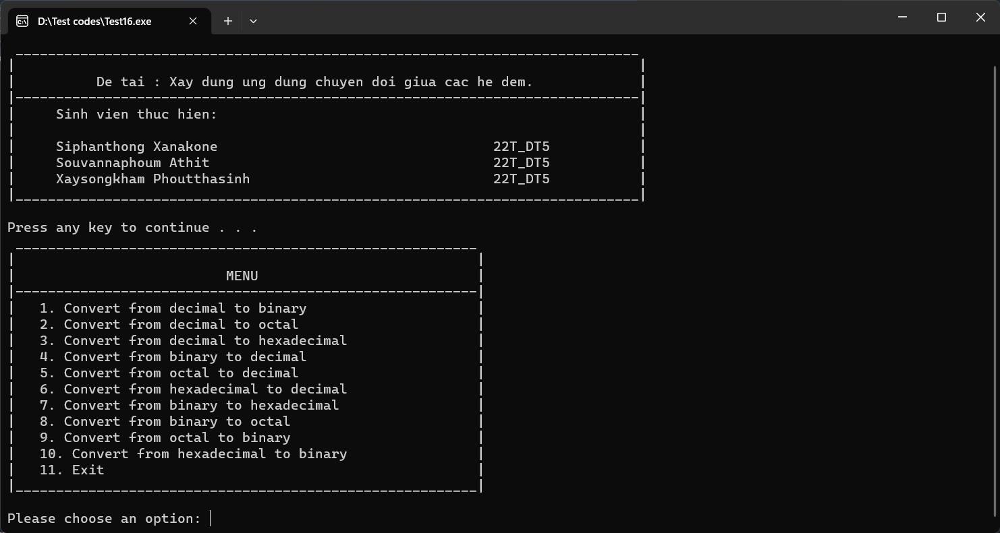 D:\Test codes\Test16.exe
De tai : Xay dung ung dung chuyen doi giua cac he dem.
Sinh vien thuc hien:
Siphanthong Xanakone 22T_DT5
Souvannaphoum Athit 22T_DT5
Xaysongkham Phoutthasinh 22T_DT5
Press any key to continue . . .
MENU
1. Convert from decimal to binary
2. Convert from decimal to octal
3. Convert from decimal to hexadecimal
4. Convert from binary to decimal
5. Convert from octal to decimal
6. Convert from hexadecimal to decimal
7. Convert from binary to hexadecimal
8. Convert from binary to octal
9. Convert from octal to binary
10. Convert from hexadecimal to binary
11. Exit
Please choose an option: